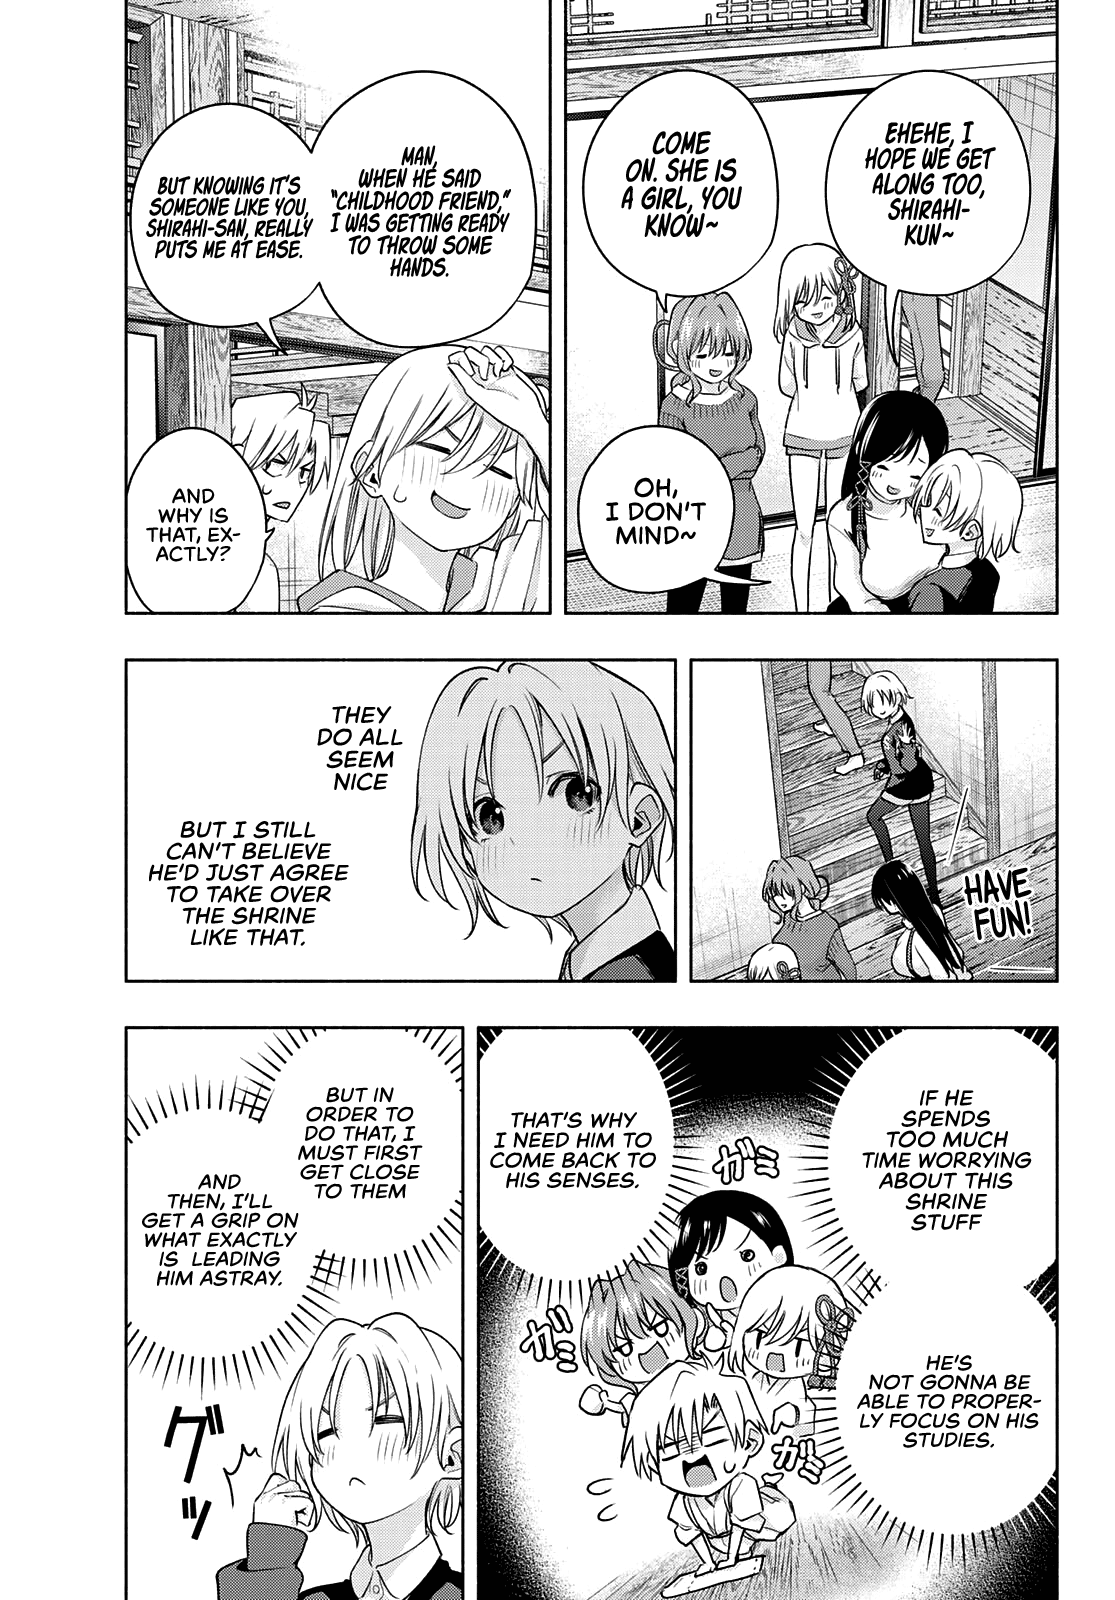 EHEHE, I
HOPE WE GET
ALONG TOO,
SHIRAHI-
KUN~
COME
ON. SHE IS
A GIRL, YOU
KNOW~
OH,
I DON'T
MIND~
MAN,
WHEN HE SAID
"CHILDHOOD FRIEND,"
I WAS GETTING READY
TO THROW SOME
HANDS.
BUT KNOWING IT'S
SOMEONE LIKE YOU,
SHIRAHI-SAN, REALLY
PUTS ME AT EASE.
AND
WHY IS
THAT, EX-
ACTLY?
HAVE
FUN!
THEY
DO ALL
SEEM
NICE
BUT I STILL
CAN'T BELIEVE
HE'D JUST AGREE
TO TAKE OVER
THE SHRINE
LIKE THAT.
IF HE
SPENDS
TOO MUCH
TIME WORRYING
ABOUT THIS
SHRINE
STUFF
HE'S
NOT GONNA BE
ABLE TO PROPER-
LY FOCUS ON HIS
STUDIES.
THAT'S WHY
I NEED HIM TO
COME BACK TO
HIS SENSES.
ガミ
ガミ
ガミ
BUT IN
ORDER TO
DO THAT, I
MUST FIRST
GET CLOSE
TO THEM
AND
THEN, I'LL
GET A GRIP ON
WHAT EXACTLY
IS LEADING
HIM ASTRAY.
グッ